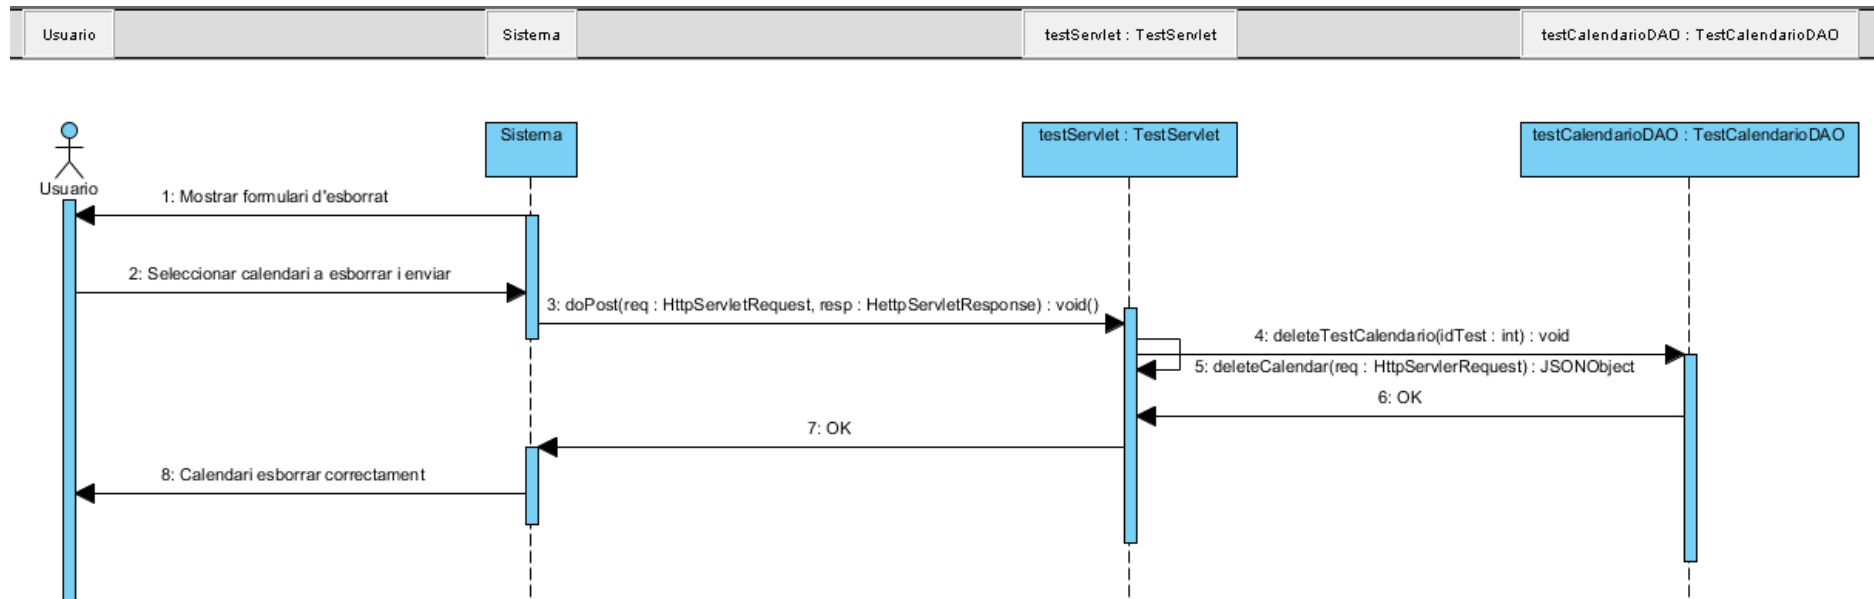 Usuario
Sistema
testServlet : TestServlet
testCalendarioDAO : TestCalendarioDAO
Sistema
testServlet : TestServlet
testCalendarioDAO : TestCalendarioDAO
Usuario
1: Mostrar formulari d'esborrat
2: Seleccionar calendari a esborrar i enviar
3: doPost(req : HttpServletRequest, resp : HettpServletResponse) : void()
4: deleteTestCalendario(idTest : int) : void
5: deleteCalendar(req : HttpServlerRequest) : JSONObject
6: OK
7: OK
8: Calendari esborrar correctament